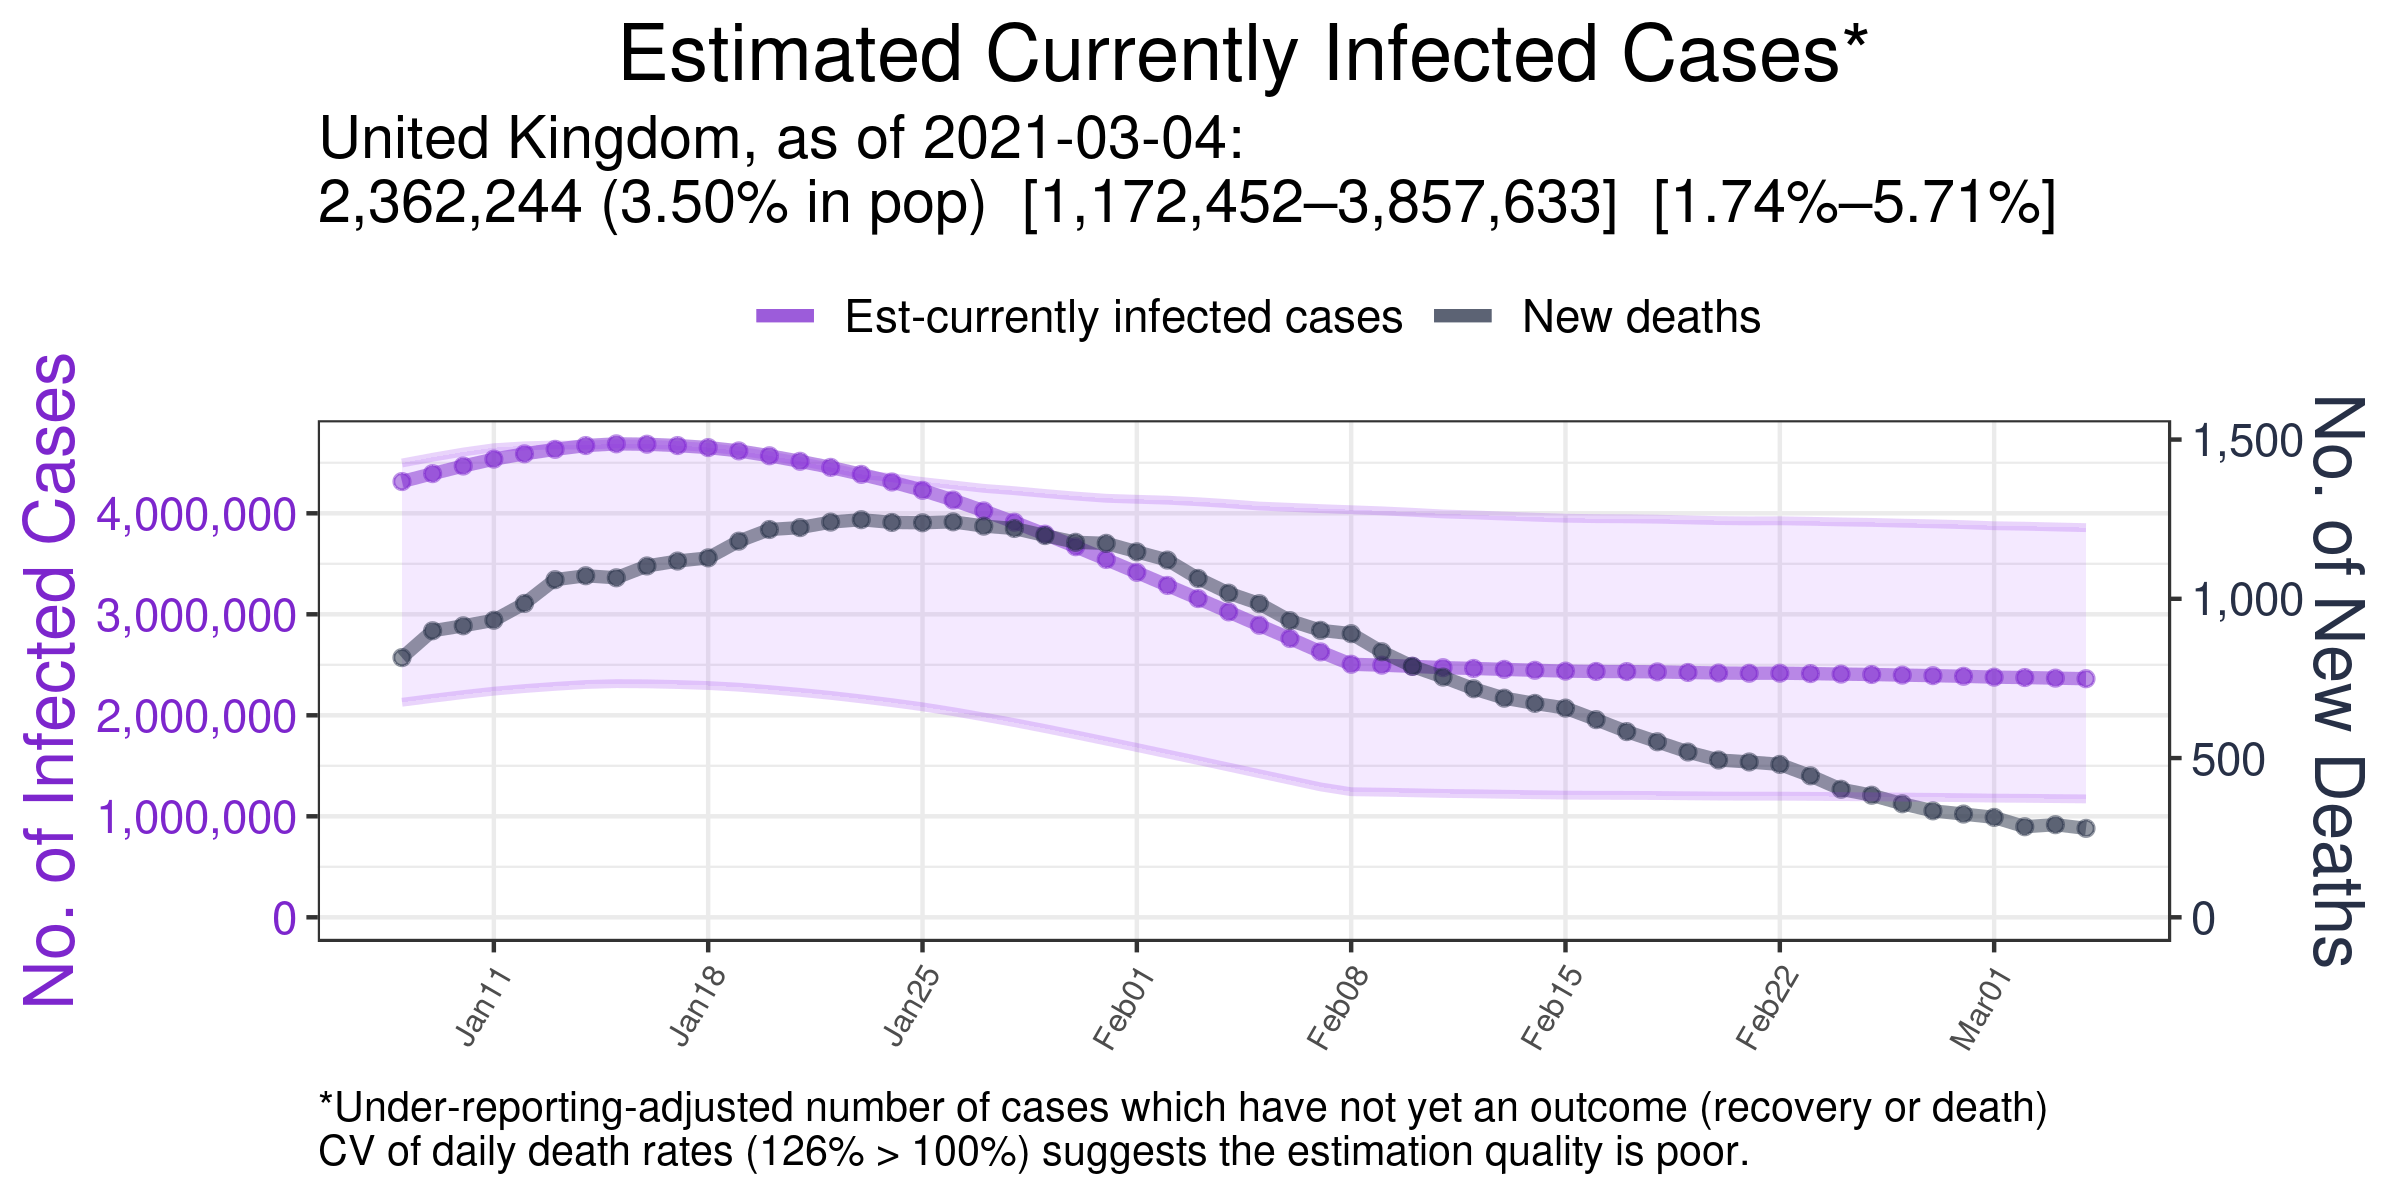 Estimated Currently Infected Cases*
United Kingdom, as of 2021-03-04:
2,362,244 (3.50% in pop) [1,172,452–3,857,633] [1.74%–5.71%]
Est-currently infected cases New deaths
No. of Infected Cases
4,000,000
3,000,000
2,000,000
1,000,000
0
1,500
1,000
500
0
No. of New Deaths
Jan11 Jan18 Jan25 Feb01 Feb08 Feb15 Feb22 Mar01
*Under-reporting-adjusted number of cases which have not yet an outcome (recovery or death)
CV of daily death rates (126% > 100%) suggests the estimation quality is poor.